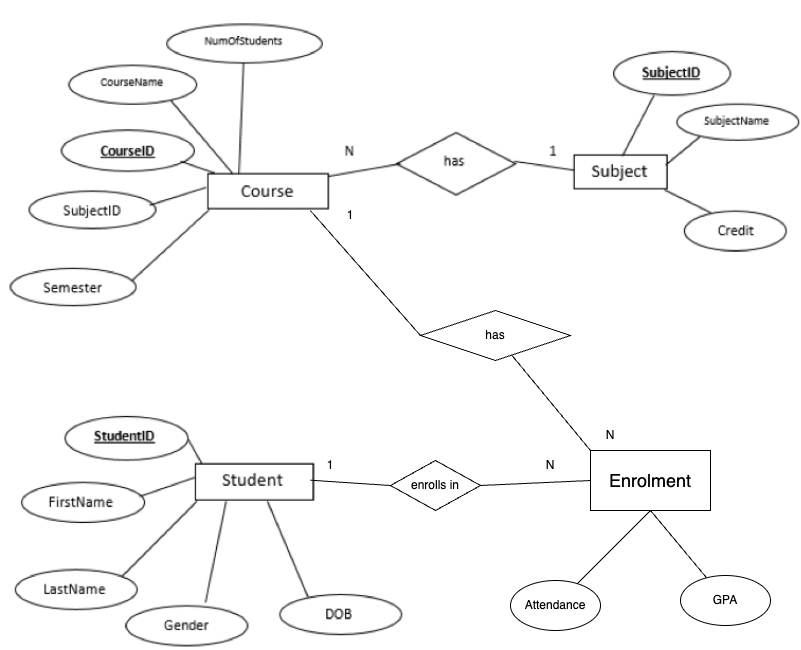 NumOfStudents
CourseName
SubjectID
CourseID
SubjectName
N
has
1
Subject
Course
SubjectID
1
Credit
Semester
has
StudentID
N
1
N
Student
enrolls in
Enrolment
FirstName
LastName
Attendance
GPA
Gender
DOB